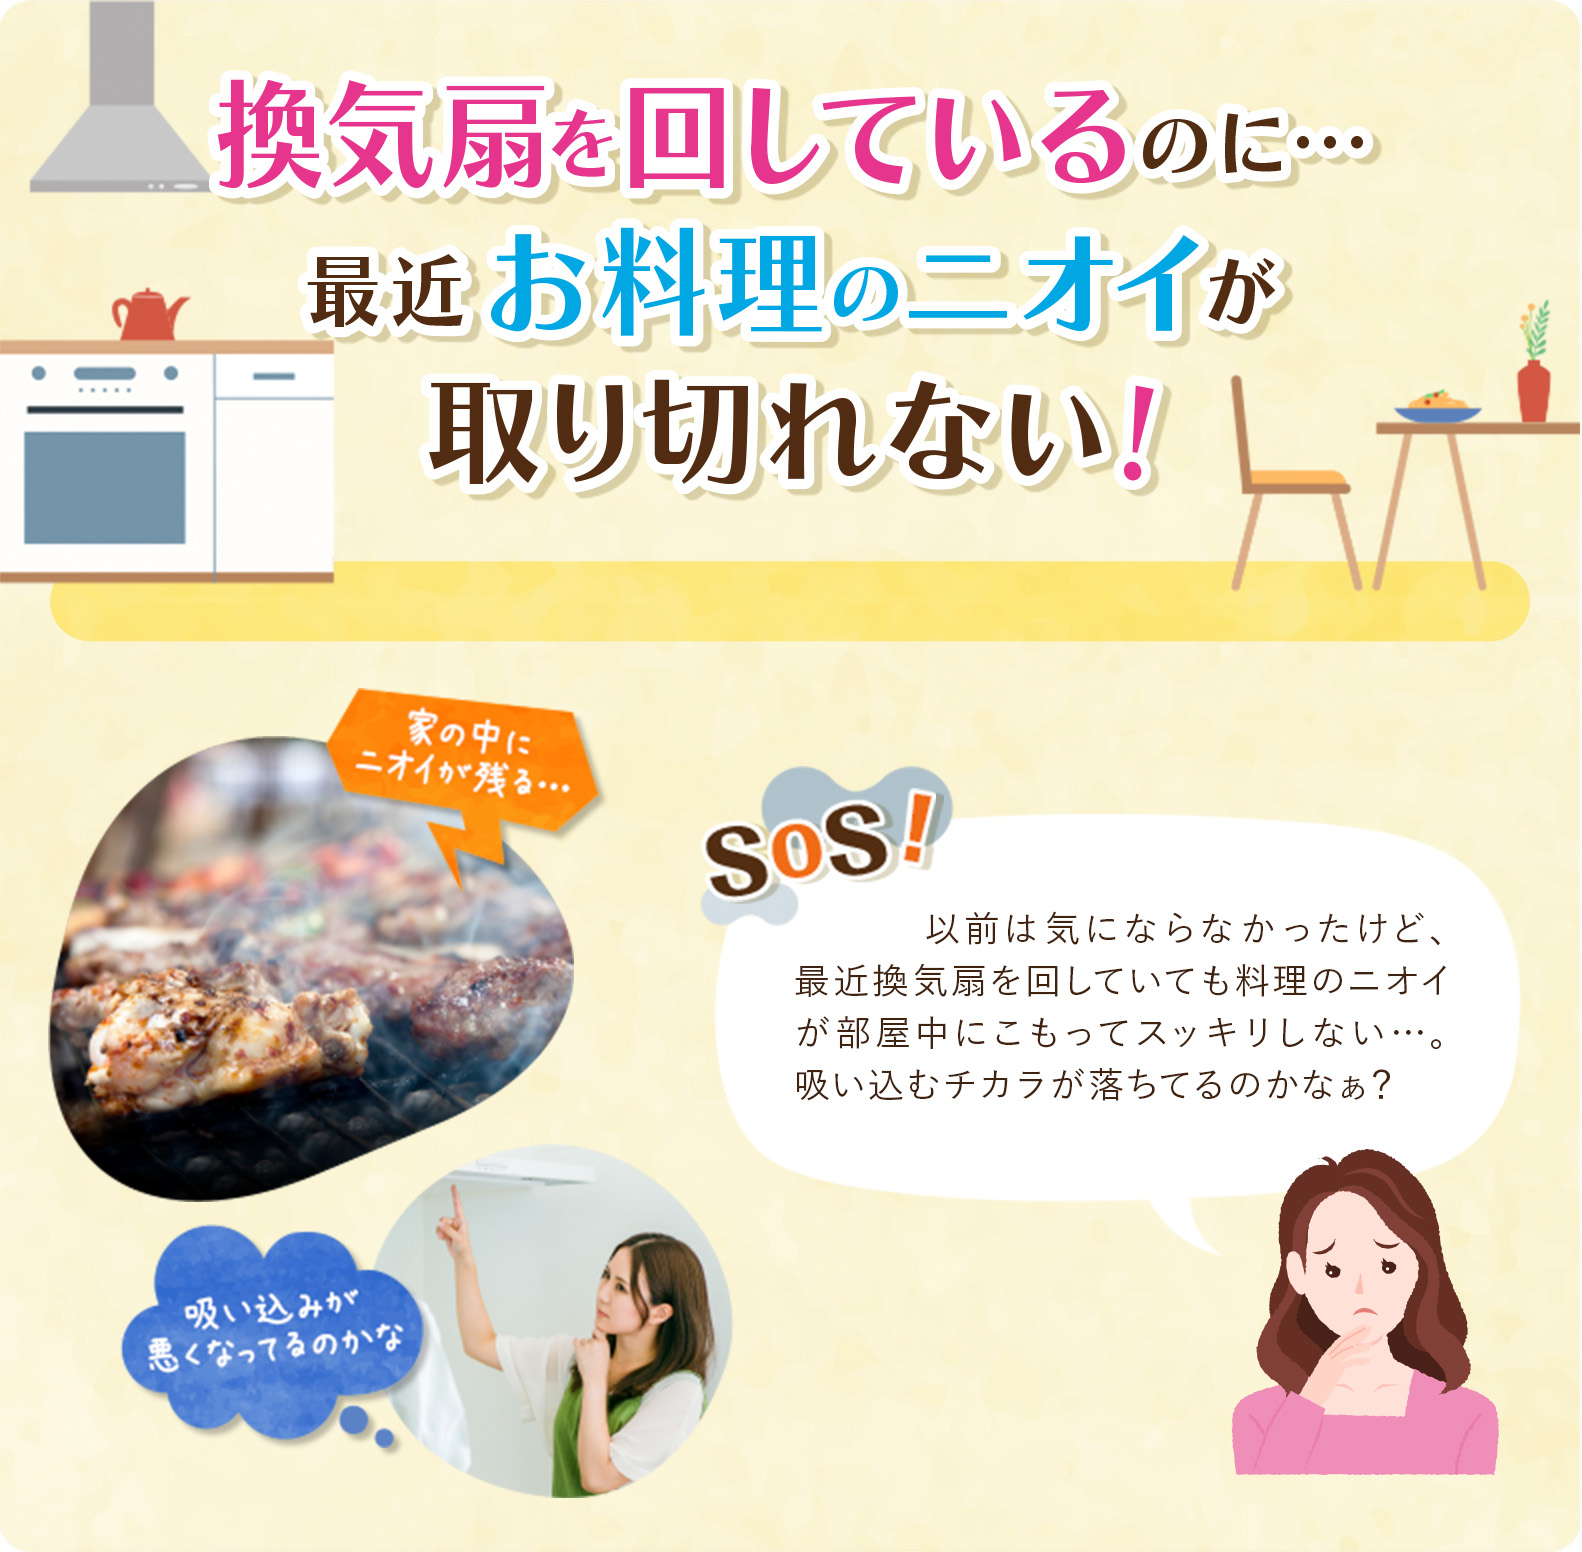 換気扇を回しているのに…
最近お料理のニオイが
取り切れない!
家の中に
ニオイが残る…
SOS!
以前は気にならなかったけど、
最近換気扇を回していても料理のニオイ
が部屋中にこもってスッキリしない…。
吸い込むチカラが落ちてるのかなぁ?
吸い込みが
悪くなってるのかな